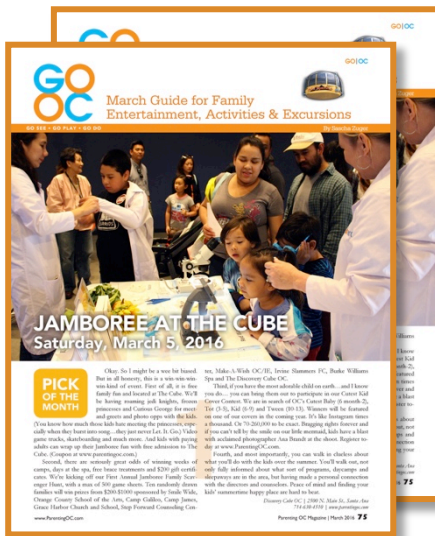 GO|OC
GO|OC
GO
OC
March Guide for Family
Entertainment, Activities & Excursions
GO SEE • GO PLAY • GO DO
By Sascha Zuger
JAMBOREE AT THE CUBE
Saturday, March 5, 2016
PICK
OF THE
MONTH
Okay. So I might be a wee bit biased.
But in all honesty, this is a win-win-win-
win-kind of event. First of all, it is free
family fun and located at The Cube. We'll
be having roaming jedi knights, frozen
princesses and Curious George for meet-
and greets and photo opps with the kids.
(You know how much those kids hate meeting the princesses, espe-
cially when they burst into song…they just never Let. It. Go.) Video
game trucks, skateboarding and much more. And kids with paying
adults can wrap up their Jamboree fun with free admission to The
Cube. (Coupon at www.parentingoc.com.)
Second, there are seriously great odds of winning weeks of
camps, days at the spa, free Lunar treatments and $200 gift certifi-
cates. We're kicking off our First Annual Jamboree Family Scav-
enger Hunt, with a max of 500 game sheets. Ten randomly drawn
families will win prizes from $200-$1000 sponsored by Smile Wide,
Orange County School of the Arts, Camp Galileo, Camp James,
Grace Harbor Church and School, Step Forward Counseling Cen-
ter, Make-A-Wish OC/IE, Irvine Slammers FC, Burke Williams
Spa and The Discovery Cube OC.
Third, if you have the most adorable child on earth…and I know
you do… you can bring them out to participate in our Cutest Kid
Cover Contest. We are in search of OC's Cutest Baby (6 month-2),
Tot (3-5), Kid (6-9) and Tween (10-13). Winners will be featured
on one of our covers in the coming year. It's like Instagram times
a thousand. Or 70-260,000 to be exact. Bragging rights forever and
if you can't tell by the smile on our little mermaid, kids have a blast
with acclaimed photographer Ana Brandt at the shoot. Register to-
day at www.ParentingOC.com.
Fourth, and most importantly, you can walk in clueless about
what you'll do with the kids over the summer. You'll walk out, not
only fully informed about what sort of programs, daycamps and
sleepaways are in the area, but having made a personal connection
with the directors and counselors. Peace of mind and finding your
kids' summertime happy place are hard to beat.
Discovery Cube OC | 2500 N. Main St., Santa Ana
www.ParentingOC.com
Parenting OC Magazine | March 2016 75